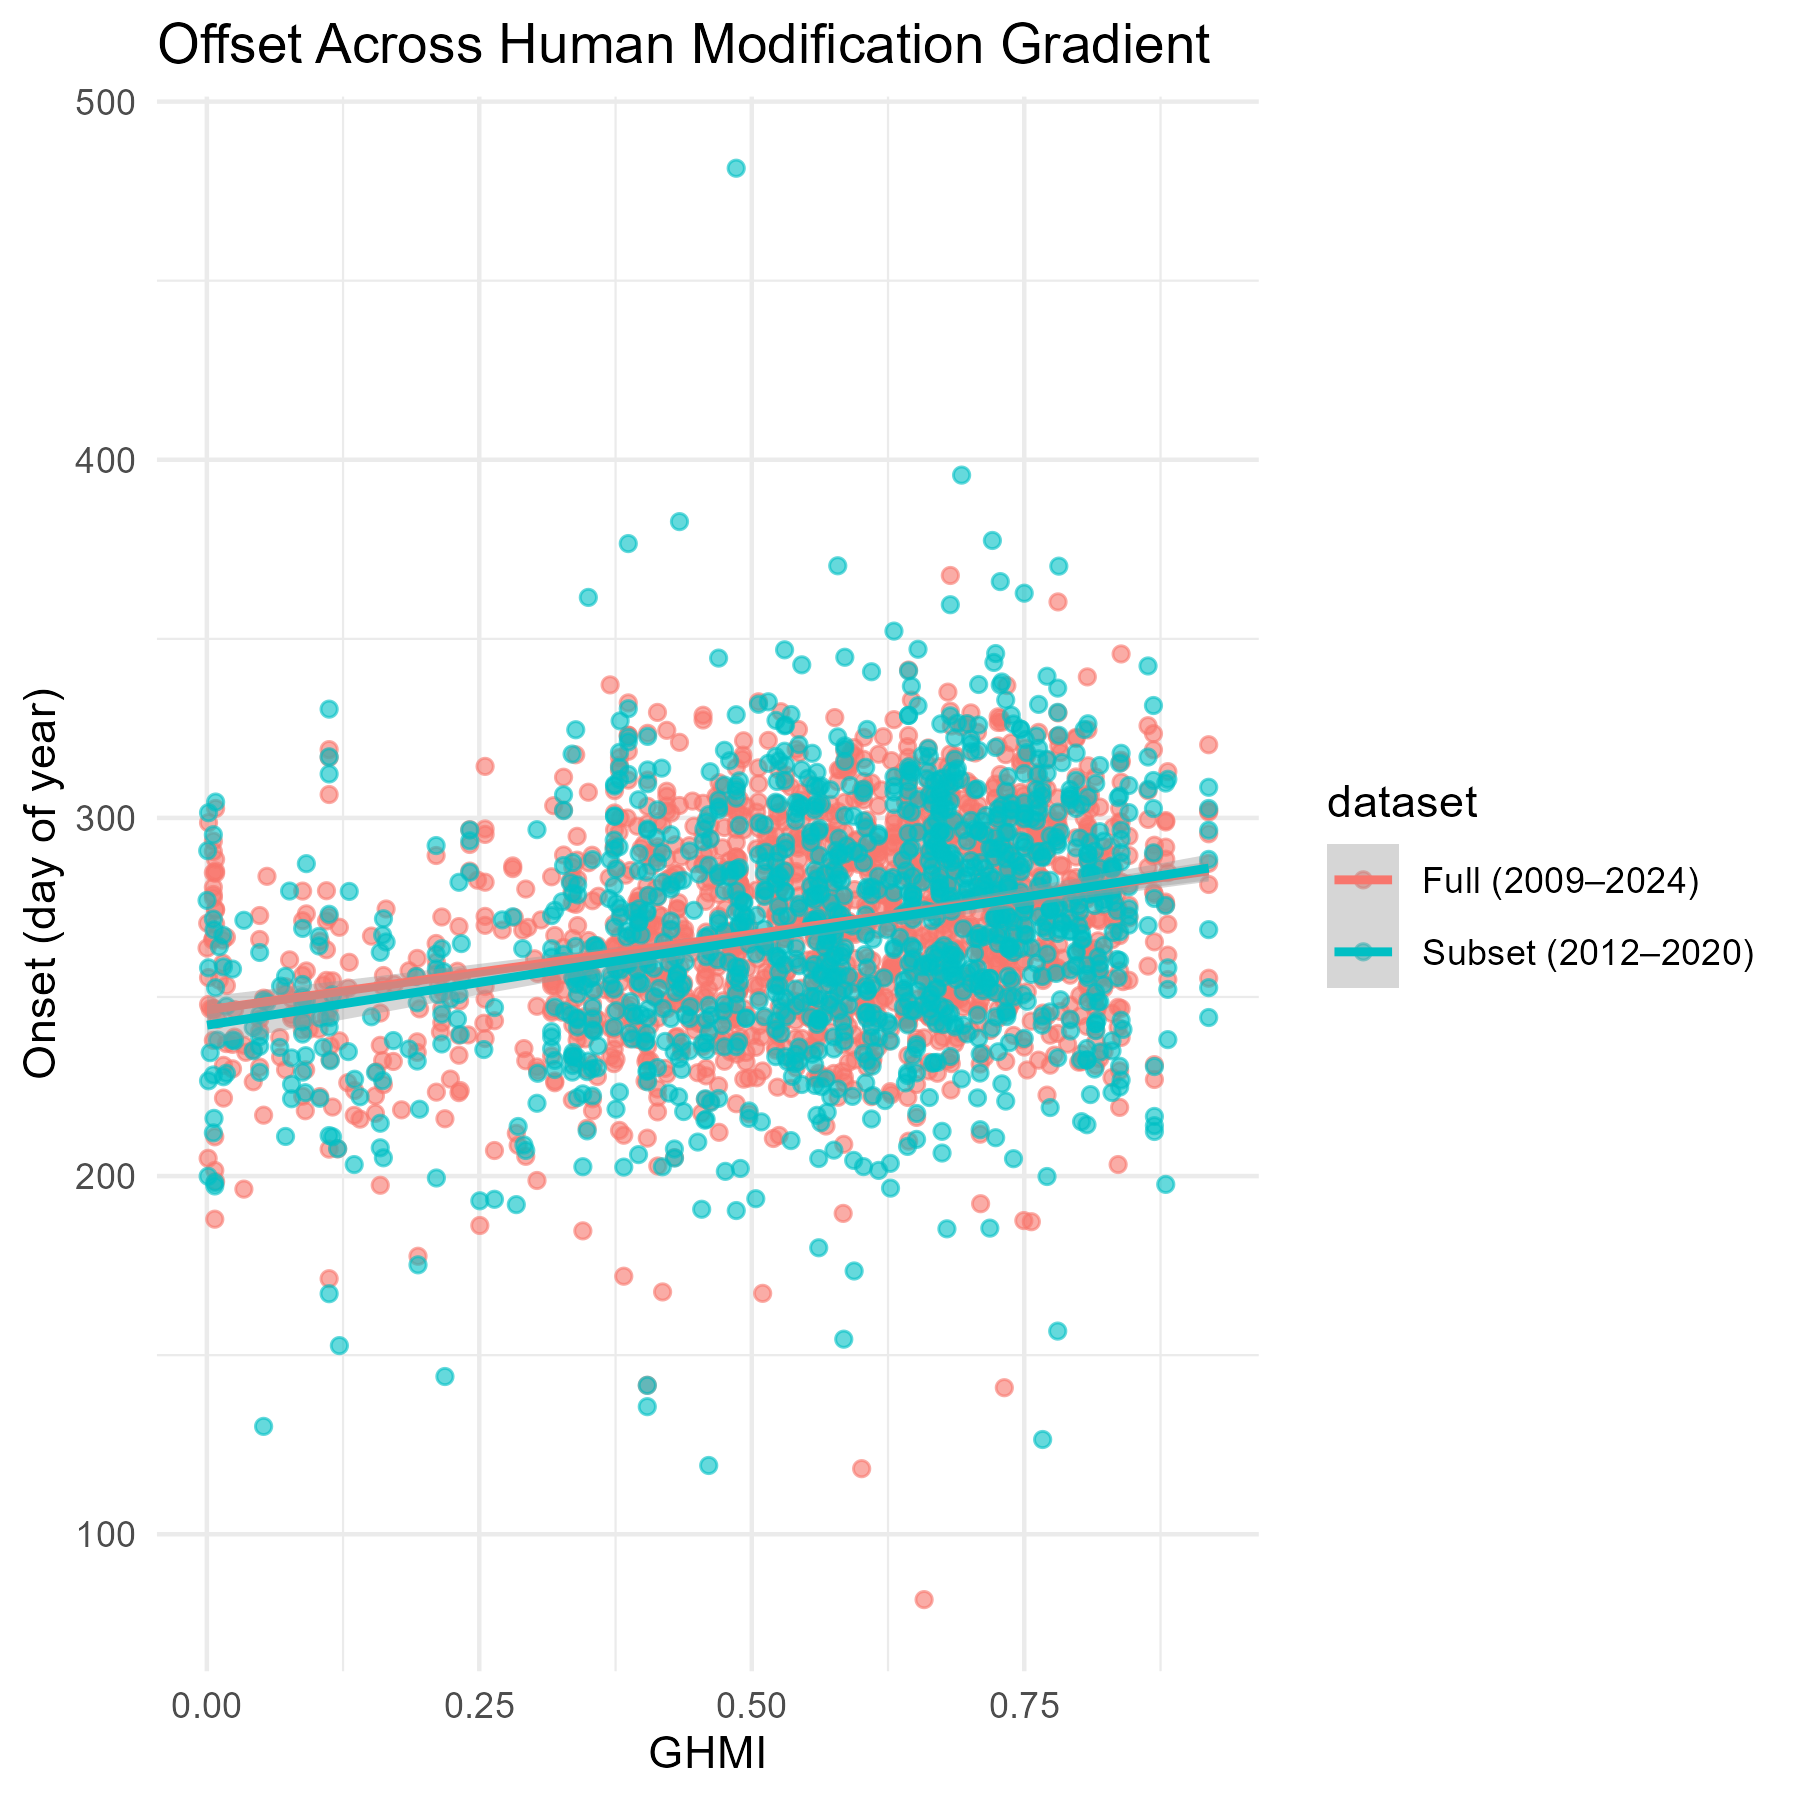 Offset Across Human Modification Gradient
500
400
300
200
100
Onset (day of year)
0.00
0.25
0.50
0.75
GHMI
dataset
Full (2009–2024)
Subset (2012–2020)